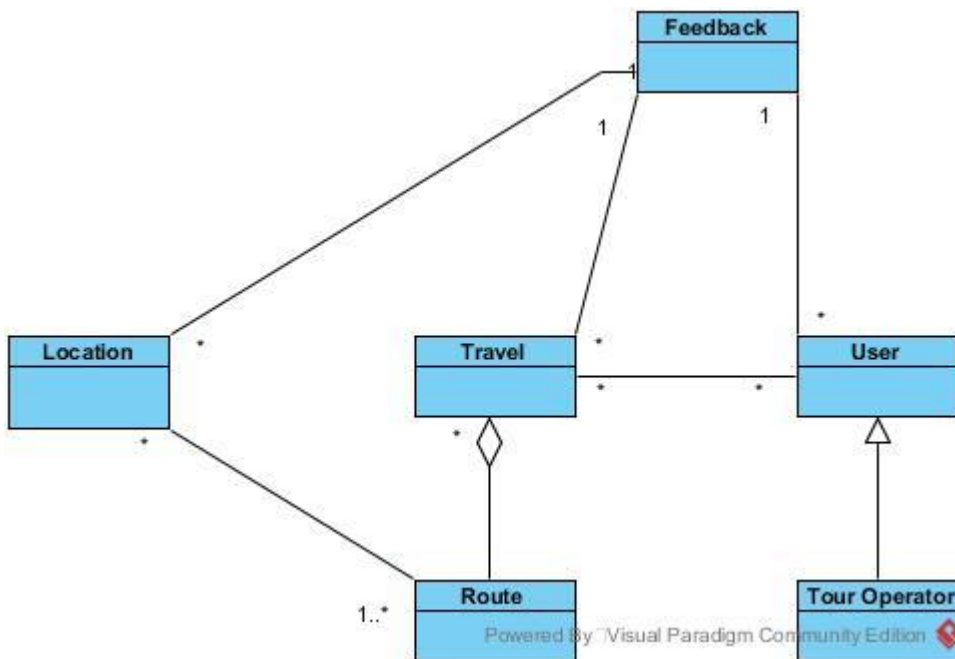 Feedback
1
1
1
*
*
*
Location
Travel
User
*
*
*
*
1..*
Route
Tour Operator
Powered By Visual Paradigm Community Edition